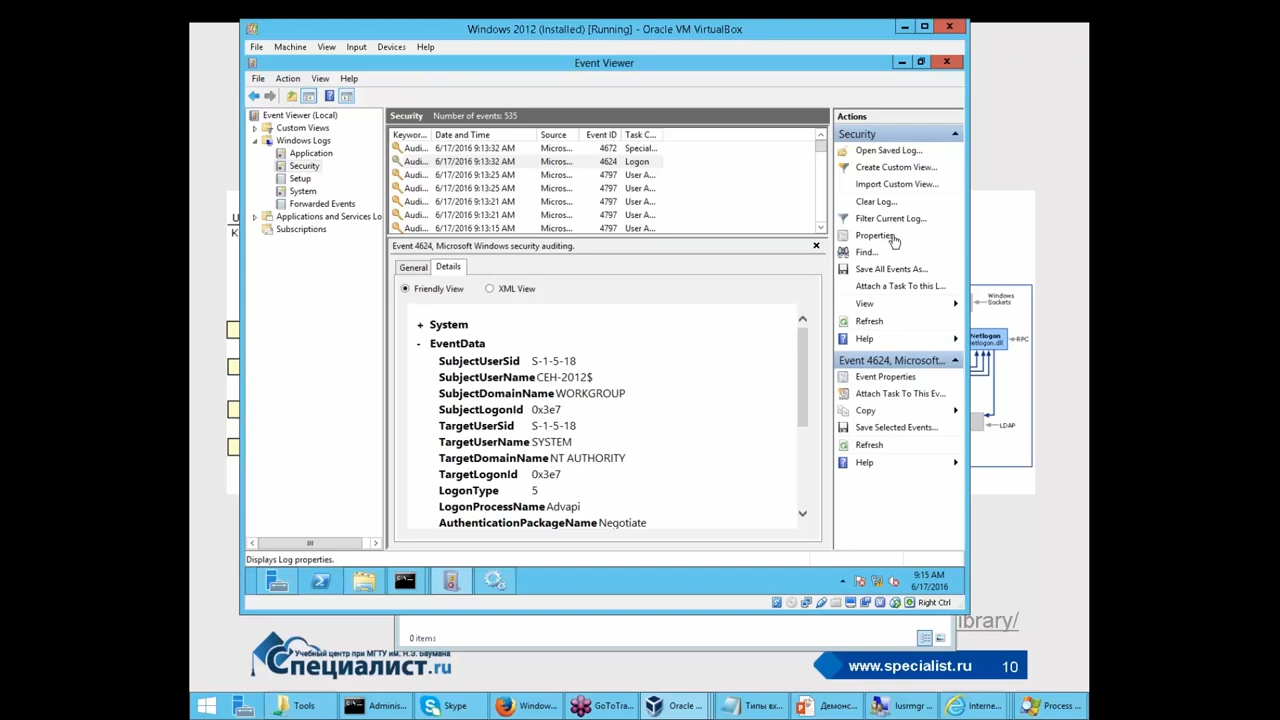 Windows 2012 (Installed) [Running] - Oracle VM VirtualBox
File Machine View Input Devices Help
Event Viewer
File Action View Help
Event Viewer (Local)
Custom Views
Windows Logs
Application
Security
Setup
System
Forwarded Events
Applications and Services Lo
Subscriptions
Security Number of events: 535
Keywor... Date and Time Source Event ID Task C...
Audi... 6/17/2016 9:13:32 AM Micros... 4672 Special...
Audi... 6/17/2016 9:13:32 AM Micros... 4624 Logon
Audi... 6/17/2016 9:13:25 AM Micros... 4797 User A...
Audi... 6/17/2016 9:13:25 AM Micros... 4797 User A...
Audi... 6/17/2016 9:13:21 AM Micros... 4797 User A...
Audi... 6/17/2016 9:13:21 AM Micros... 4797 User A...
Audi... 6/17/2016 9:13:21 AM Micros... 4797 User A...
Event 4624, Microsoft Windows security auditing.
General Details
Friendly View XML View
+ System
- EventData
SubjectUserSid S-1-5-18
SubjectUserName CEH-2012$
SubjectDomainName WORKGROUP
SubjectLogonId 0x3e7
TargetUserSid S-1-5-18
TargetUserName SYSTEM
TargetDomainName NT AUTHORITY
TargetLogonId 0x3e7
LogonType 5
LogonProcessName Advapi
AuthenticationPackageName Negotiate
Actions
Security
Open Saved Log...
Create Custom View...
Import Custom View...
Clear Log...
Filter Current Log...
Properties
Find...
Save All Events As...
Attach a Task To this L...
View
Refresh
Help
Event 4624, Microsoft...
Event Properties
Attach Task To This Ev...
Copy
Save Selected Events...
Refresh
Help
Displays Log properties.
9:15 AM
6/17/2016
Right Ctrl
Windows
Sockets
Netlogon
netlogon.dll
RPC
LDAP
0 items
ibrary/
Учебный центр при МГТУ им. Н.Э. Баумана
Специалист.ru
www.specialist.ru 10
Tools Adminis... Skype Window... GoToTra... Oracle ... Типы вх... Демонс... lusrmgr ... Interne... Process ...